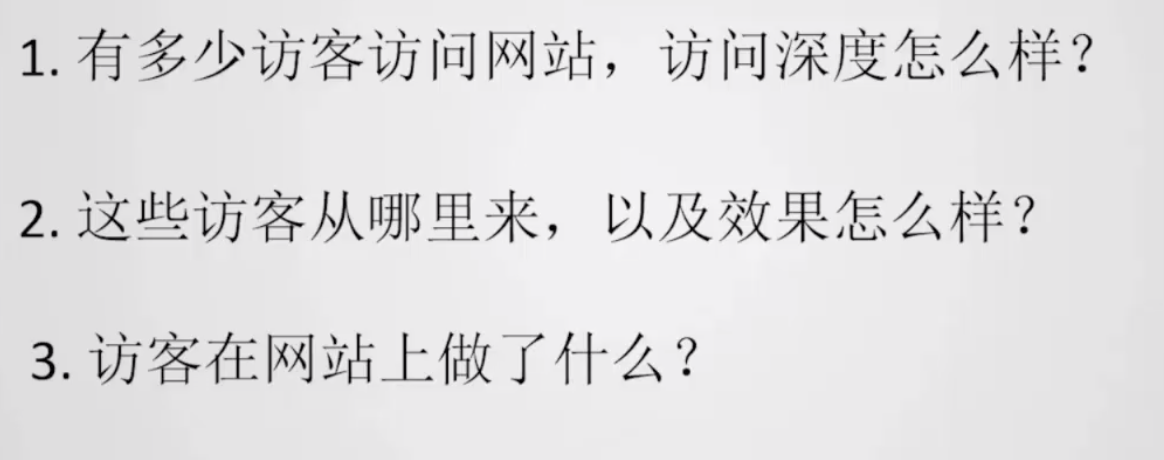 1. 有多少访客访问网站，访问深度怎么样？
2. 这些访客从哪里来，以及效果怎么样？
3. 访客在网站上做了什么？